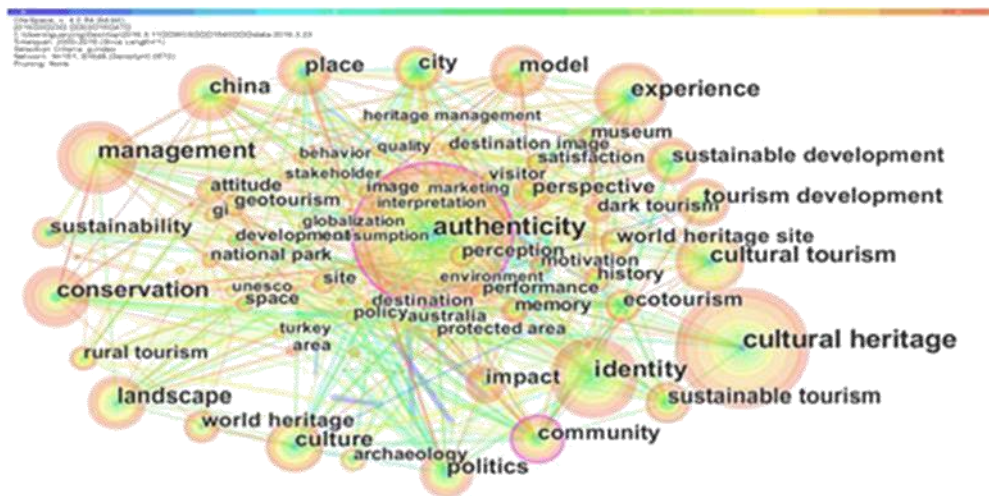 place
city
model
china
experience
heritage management
museum
behavior
quality
destination image
satisfaction
management
sustainable development
stakeholder
visitor
attitude
image
marketing
perspective
tourism development
geotourism
interpretation
dark tourism
gi
globalization
sustainability
authenticity
development
world heritage site
national park
perception
motivation
cultural tourism
site
environment
history
conservation
unesco
performance
space
destination
memory
ecotourism
policy
australia
turkey
protected area
cultural heritage
area
rural tourism
impact
identity
landscape
sustainable tourism
world heritage
culture
community
archaeology
politics